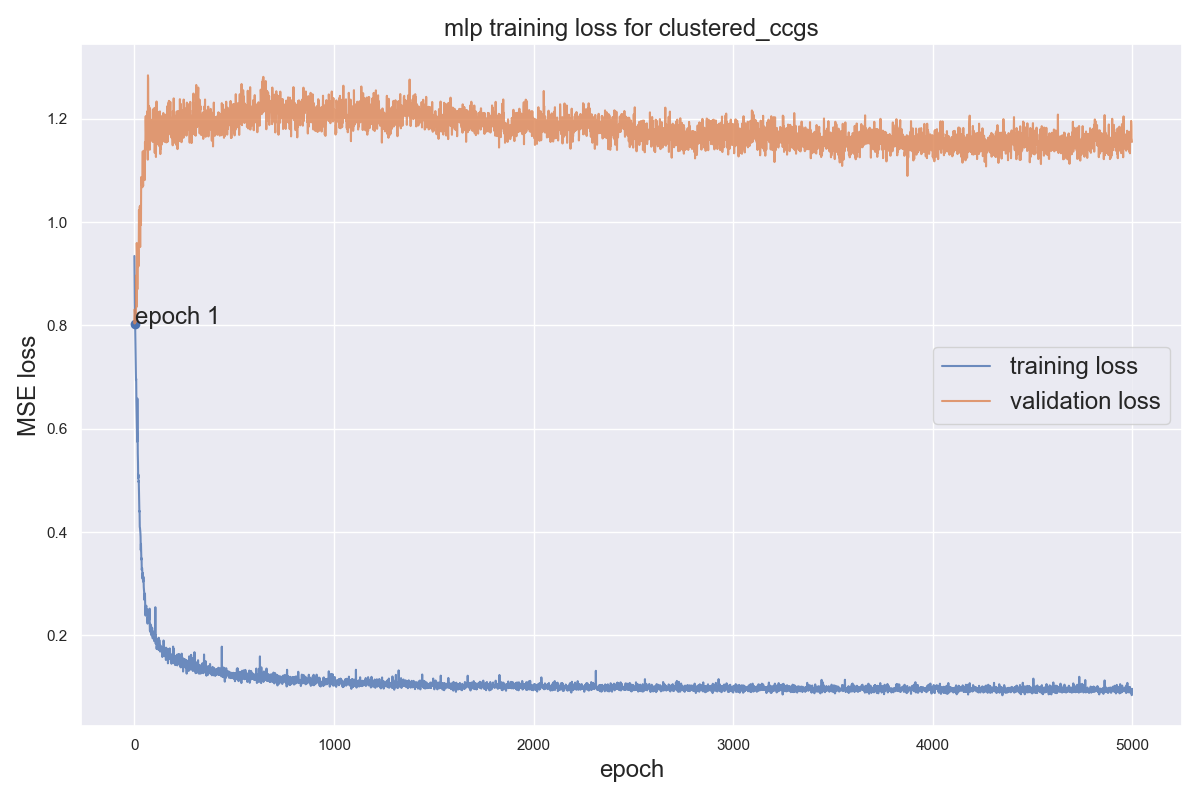 mlp training loss for clustered_ccgs
1.2
1.0
0.8
0.6
0.4
0.2
MSE loss
epoch 1
training loss
validation loss
0 1000 2000 3000 4000 5000
epoch